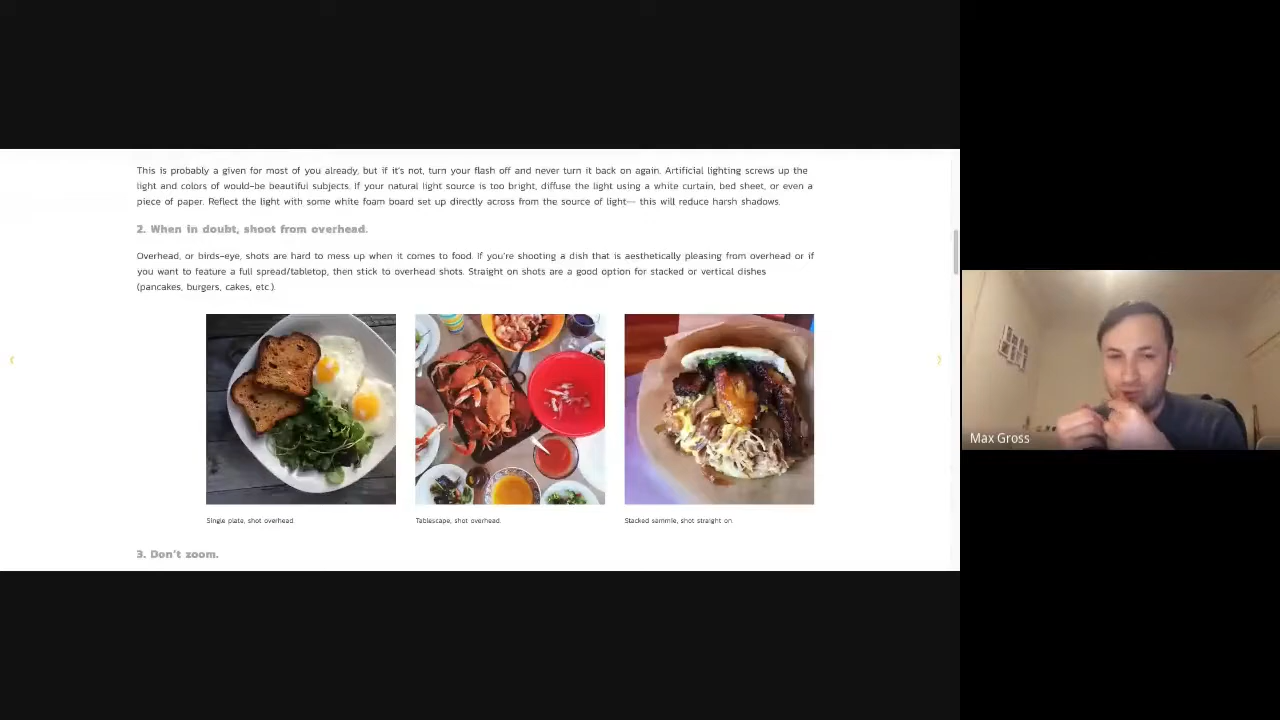 This is probably a given for most of you already, but if it's not, turn your flash off and never turn it back on again. Artificial lighting screws up the
light and colors of would-be beautiful subjects. If your natural light source is too bright, diffuse the light using a white curtain, bed sheet, or even a
piece of paper. Reflect the light with some white foam board set up directly across from the source of light— this will reduce harsh shadows.
2. When in doubt, shoot from overhead.
Overhead, or birds-eye, shots are hard to mess up when it comes to food. If you're shooting a dish that is aesthetically pleasing from overhead or if
you want to feature a full spread/tabletop, then stick to overhead shots. Straight on shots are a good option for stacked or vertical dishes
(pancakes, burgers, cakes, etc.).
Single plate, shot overhead.
Tablescape, shot overhead.
Stacked sammie, shot straight on.
3. Don't zoom.
Max Gross